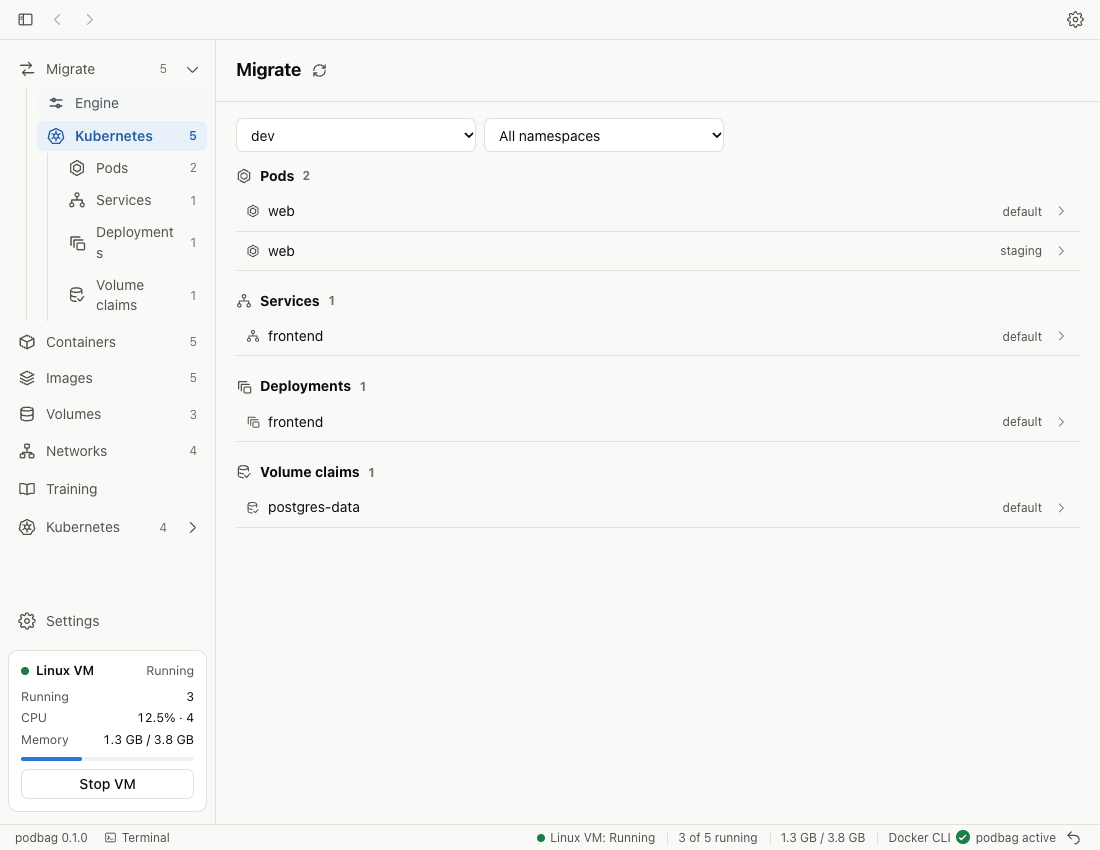 Migrate 5
Engine
Kubernetes 5
Pods 2
Services 1
Deployment
s 1
Volume
claims 1
Containers 5
Images 5
Volumes 3
Networks 4
Training
Kubernetes 4
Settings
Linux VM Running
Running 3
CPU 12.5% · 4
Memory 1.3 GB / 3.8 GB
Stop VM
Migrate
dev All namespaces
Pods 2
web default
web staging
Services 1
frontend default
Deployments 1
frontend default
Volume claims 1
postgres-data default
podbag 0.1.0 Terminal Linux VM: Running 3 of 5 running 1.3 GB / 3.8 GB Docker CLI podbag active